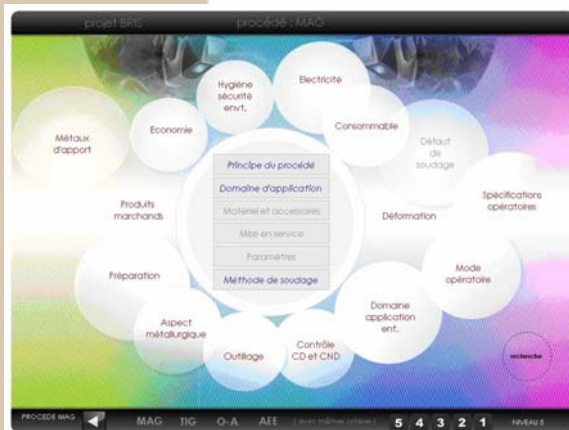 projet BRIS
procédé : MAG
Hygiène
sécurité
envt.
Electricité
Economie
Consommable
Métaux
d'apport
Défaut
de
soudage
Principe du procédé
Domaine d'application
Matériel et accessoires
Mise en service
Paramètres
Méthode de soudage
Produits
marchands
Déformation
Spécifications
opératoires
Préparation
Mode
opératoire
Aspect
métallurgique
Domaine
application
ent.
Outillage
Contrôle
CD et CND
recherche
PROCEDE MAG
MAG TIG O-A AEE
5 4 3 2 1
NIVEAU 5